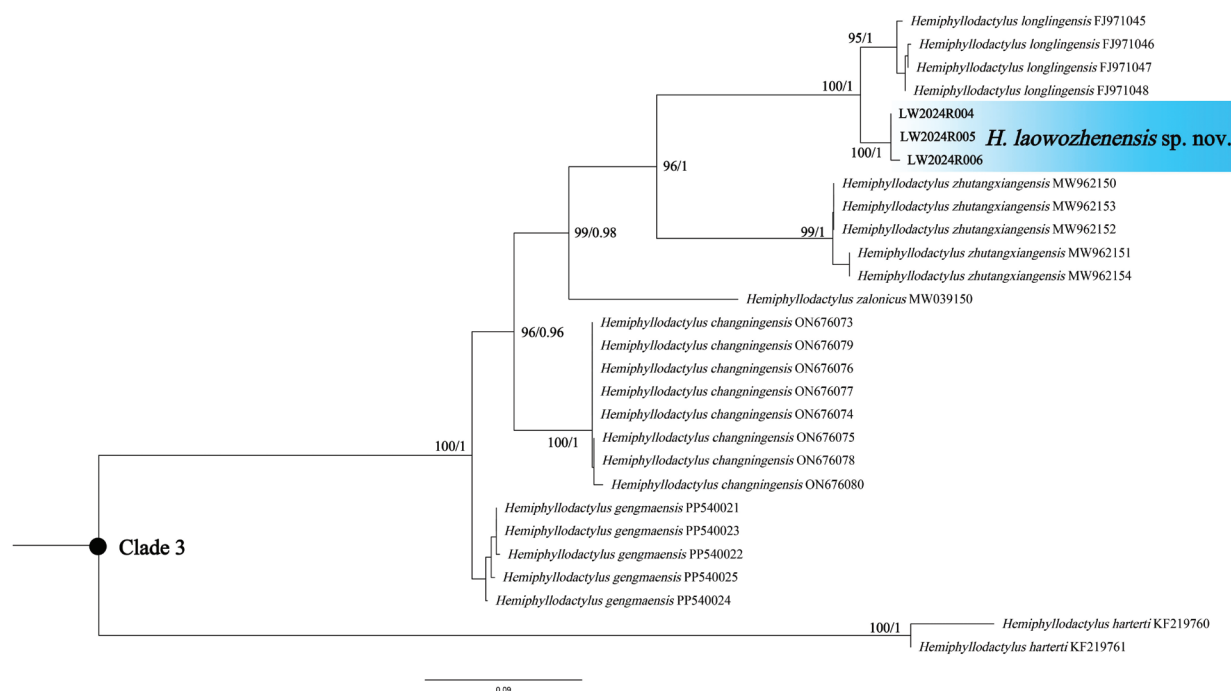 Hemiphyllodactylus longlingensis FJ971045
95/1
Hemiphyllodactylus longlingensis FJ971046
Hemiphyllodactylus longlingensis FJ971047
100/1
Hemiphyllodactylus longlingensis FJ971048
LW2024R004
LW2024R005
H. laowozhenensis sp. nov.
100/1
LW2024R006
96/1
Hemiphyllodactylus zhutangxiangensis MW962150
Hemiphyllodactylus zhutangxiangensis MW962153
99/1
Hemiphyllodactylus zhutangxiangensis MW962152
Hemiphyllodactylus zhutangxiangensis MW962151
Hemiphyllodactylus zhutangxiangensis MW962154
99/0.98
Hemiphyllodactylus zalonicus MW039150
96/0.96
Hemiphyllodactylus changningensis ON676073
Hemiphyllodactylus changningensis ON676079
Hemiphyllodactylus changningensis ON676076
Hemiphyllodactylus changningensis ON676077
Hemiphyllodactylus changningensis ON676074
100/1
Hemiphyllodactylus changningensis ON676075
Hemiphyllodactylus changningensis ON676078
Hemiphyllodactylus changningensis ON676080
100/1
Hemiphyllodactylus gengmaensis PP540021
Hemiphyllodactylus gengmaensis PP540023
Hemiphyllodactylus gengmaensis PP540022
Hemiphyllodactylus gengmaensis PP540025
Hemiphyllodactylus gengmaensis PP540024
Clade 3
100/1
Hemiphyllodactylus harterti KF219760
Hemiphyllodactylus harterti KF219761
0.09